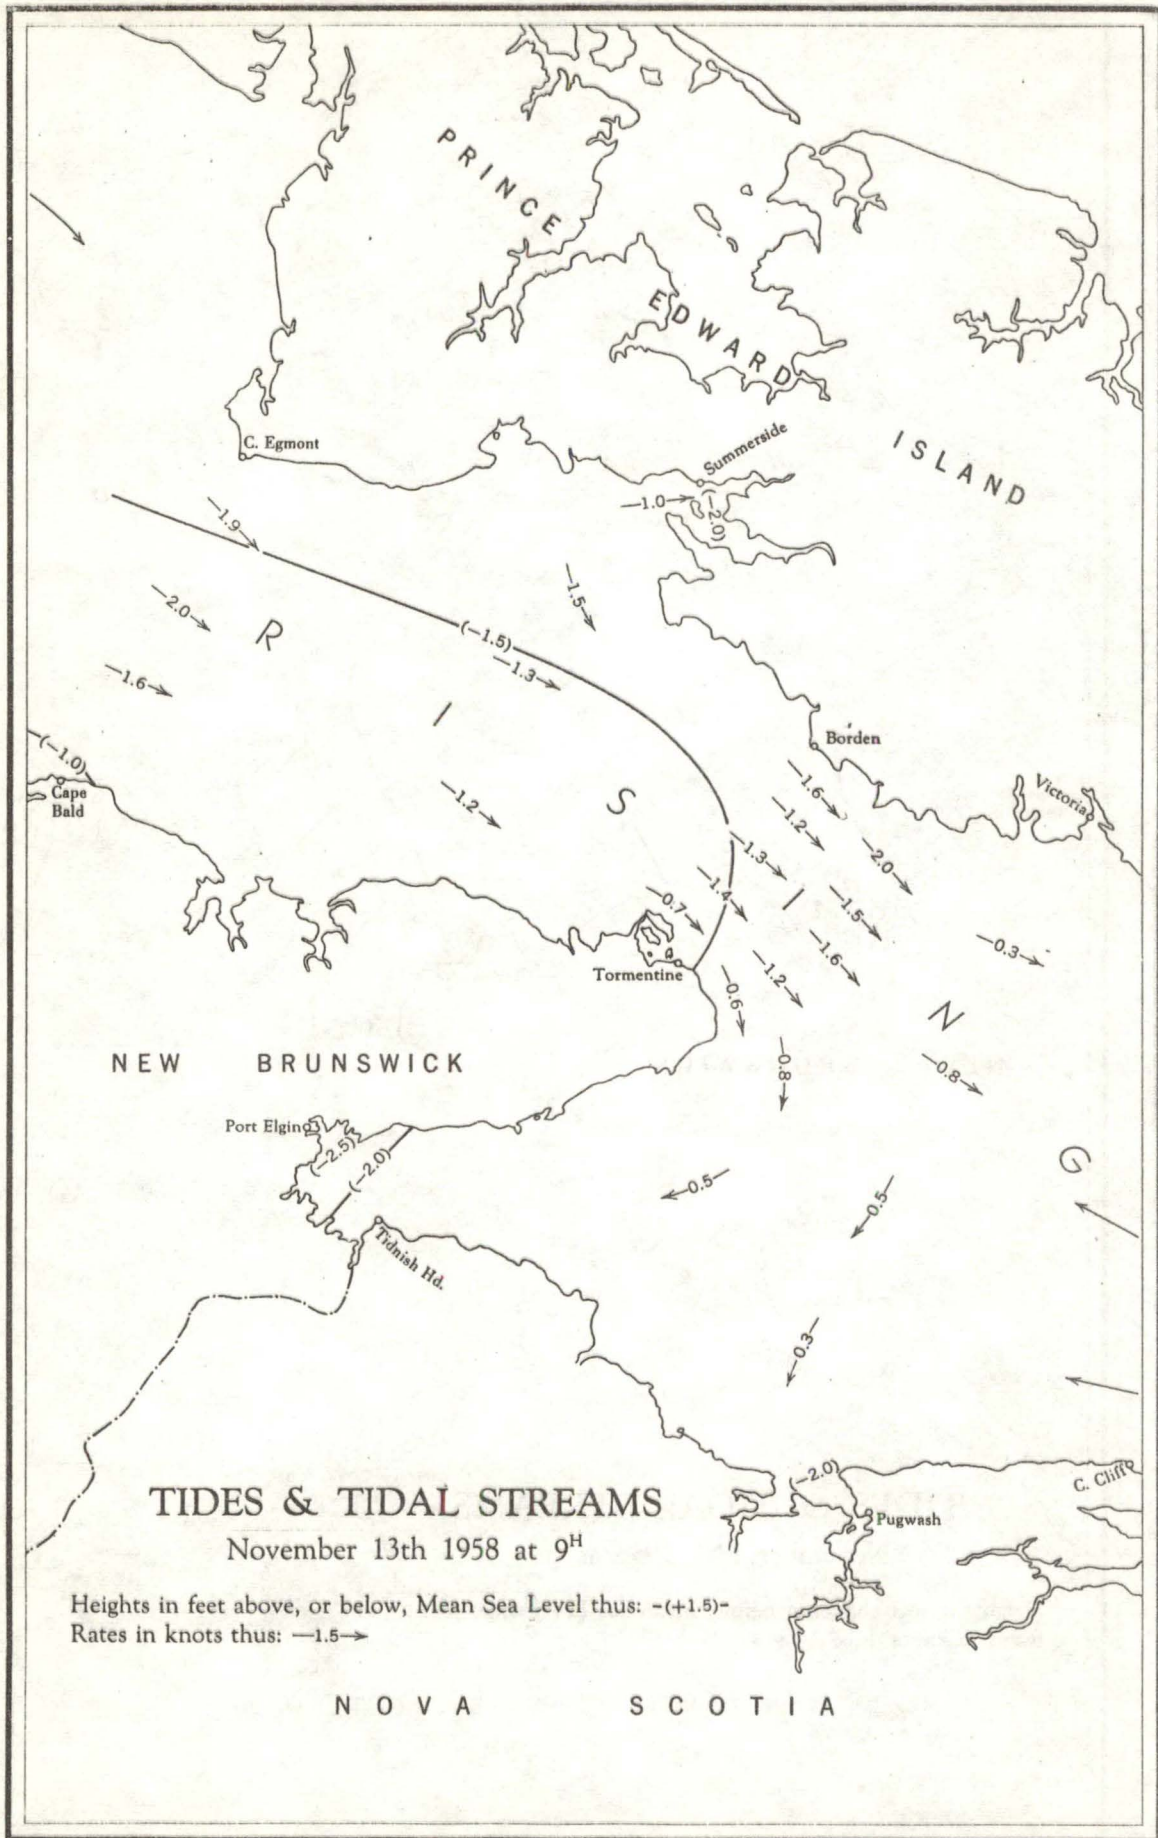 PRINCE
EDWARD
ISLAND
C. Egmont
Summerside
—1.0→
(—2.0)
—1.9→
—1.5→
—2.0→
R
(—1.5)
—1.3→
—1.6→
I
(—1.0)
Cape
Bald
Borden
Victoria
—1.6→
—1.2→
S
—1.2→
—2.0→
—1.3→
—1.4→
I
—0.7→
—1.5→
—1.6→
—0.3→
Tormentine
—1.2→
—0.6→
N
NEW BRUNSWICK
—0.8→
—0.8→
Port Elgin
(—2.5)
(—2.0)
G
←0.5—
←0.5—
Tidnish Hd.
←0.3—
(—2.0)
C. Cliff
Pugwash
TIDES & TIDAL STREAMS
November 13th 1958 at 9H
Heights in feet above, or below, Mean Sea Level thus: -(+1.5)-
Rates in knots thus: —1.5→
NOVA SCOTIA